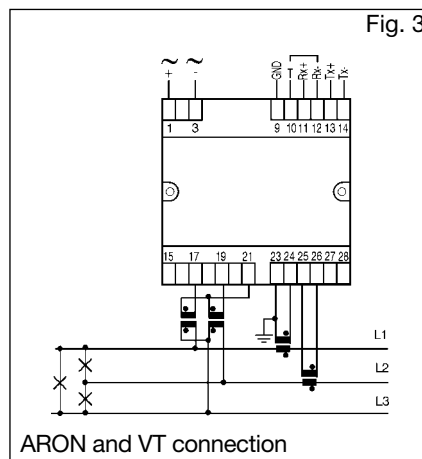 Fig. 3
~ ~
+ -
GND T Rx+ Rx- Tx+ Tx-
1 3 9 10 11 12 13 14
15 17 19 21 23 24 25 26 27 28
L1
L2
L3
ARON and VT connection